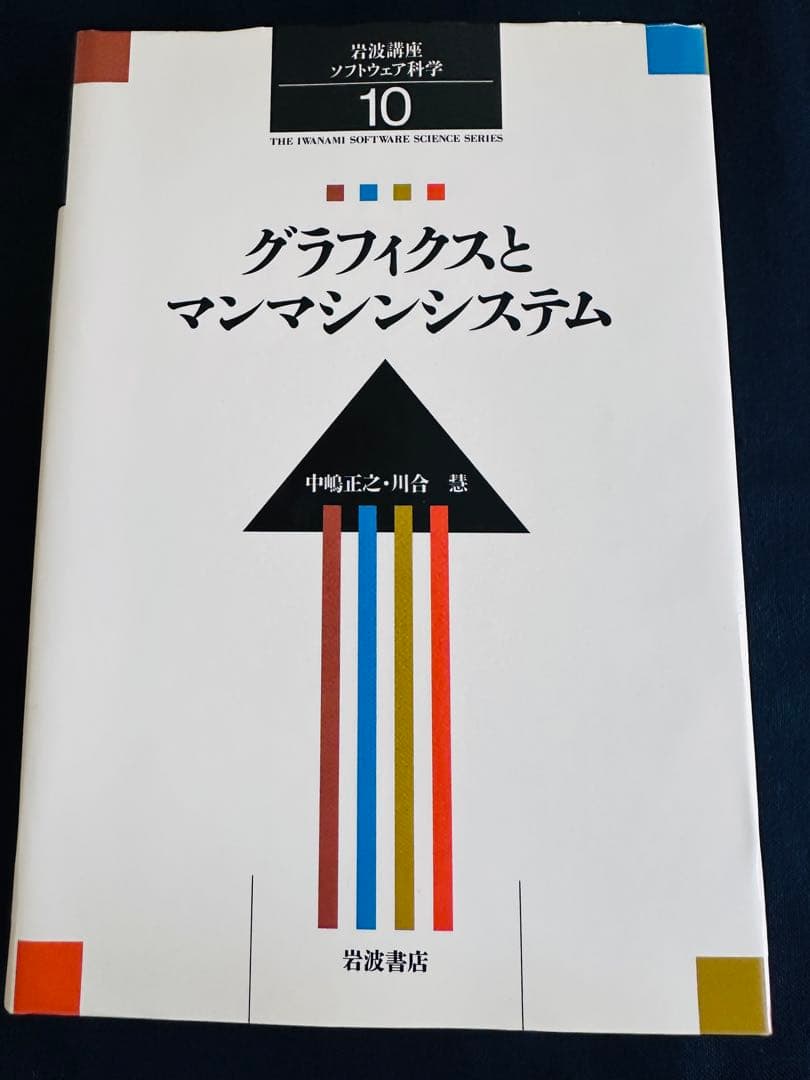 岩波講座
ソフトウェア科学
10
THE IWANAMI SOFTWARE SCIENCE SERIES
グラフィクスと
マンマシンシステム
中嶋正之・川合 慧
岩波書店